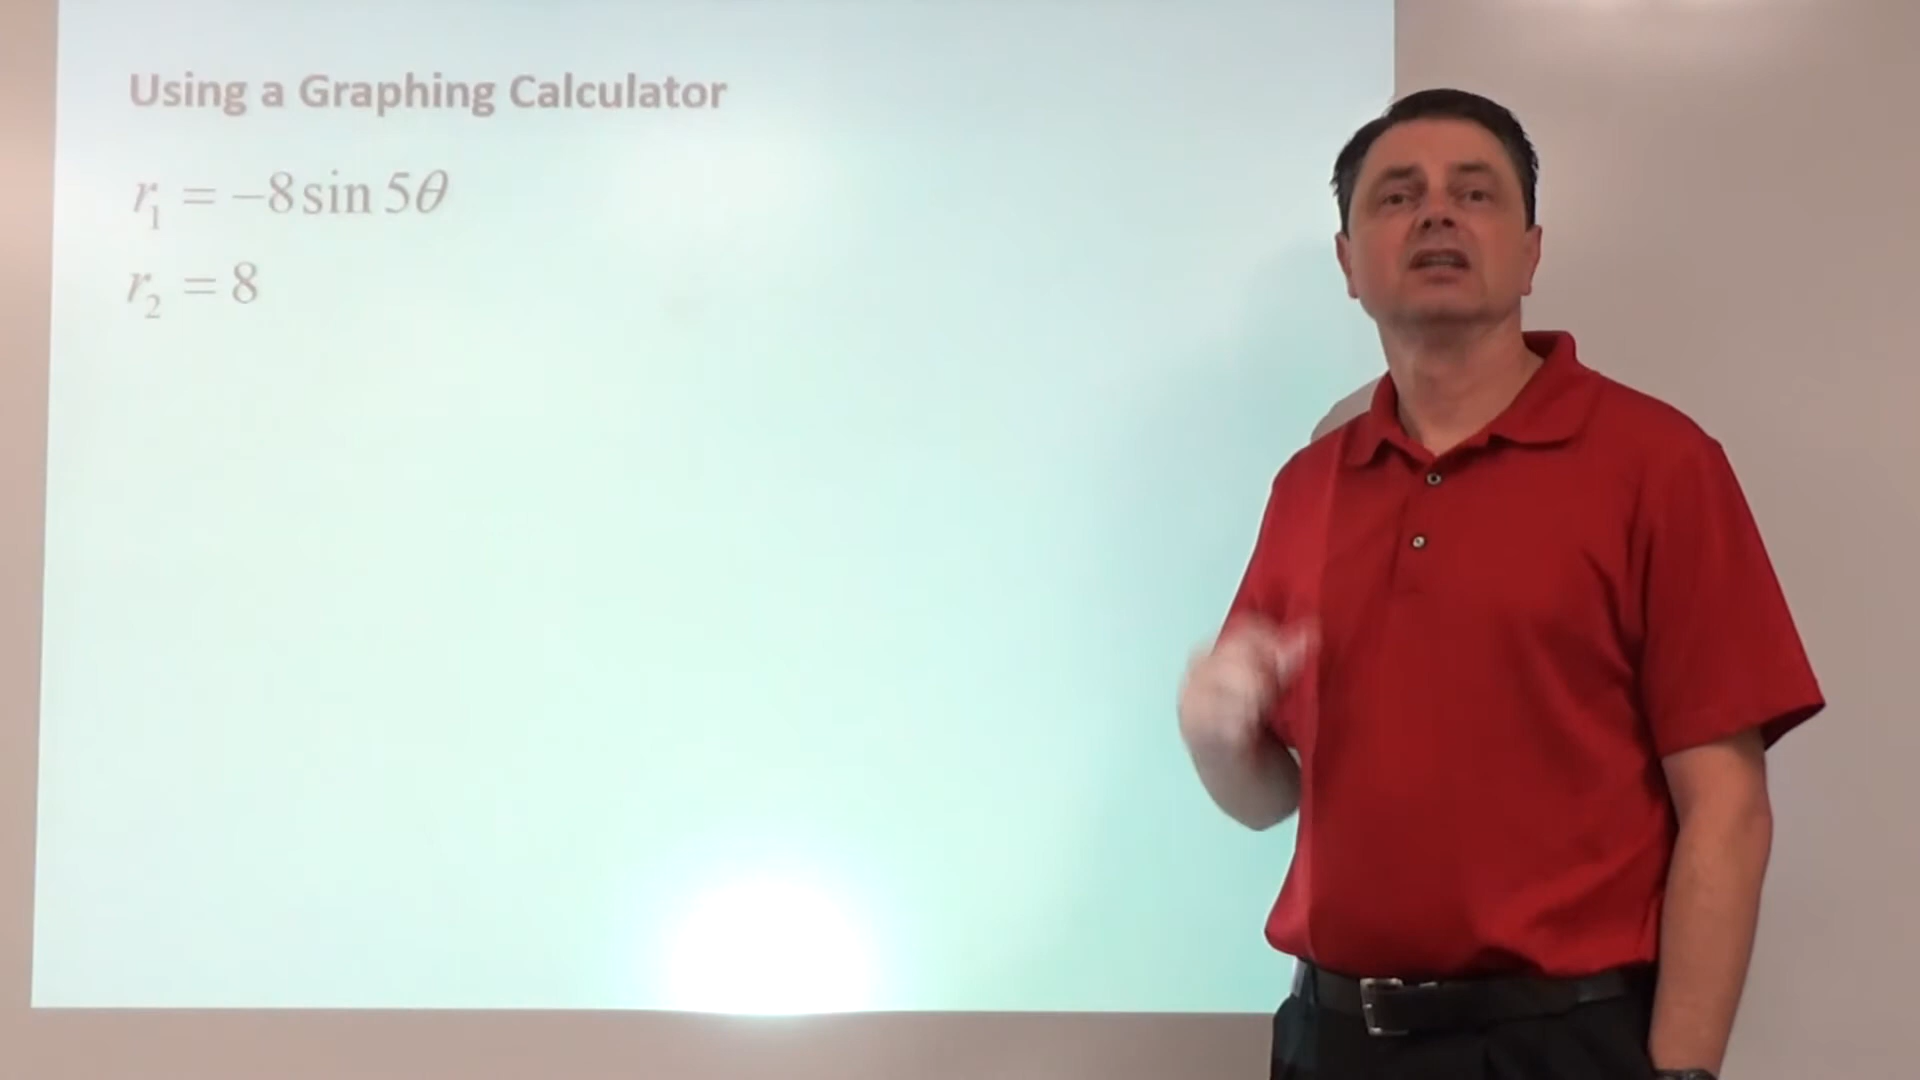 Using a Graphing Calculator
r₁ = −8 sin 5θ
r₂ = 8